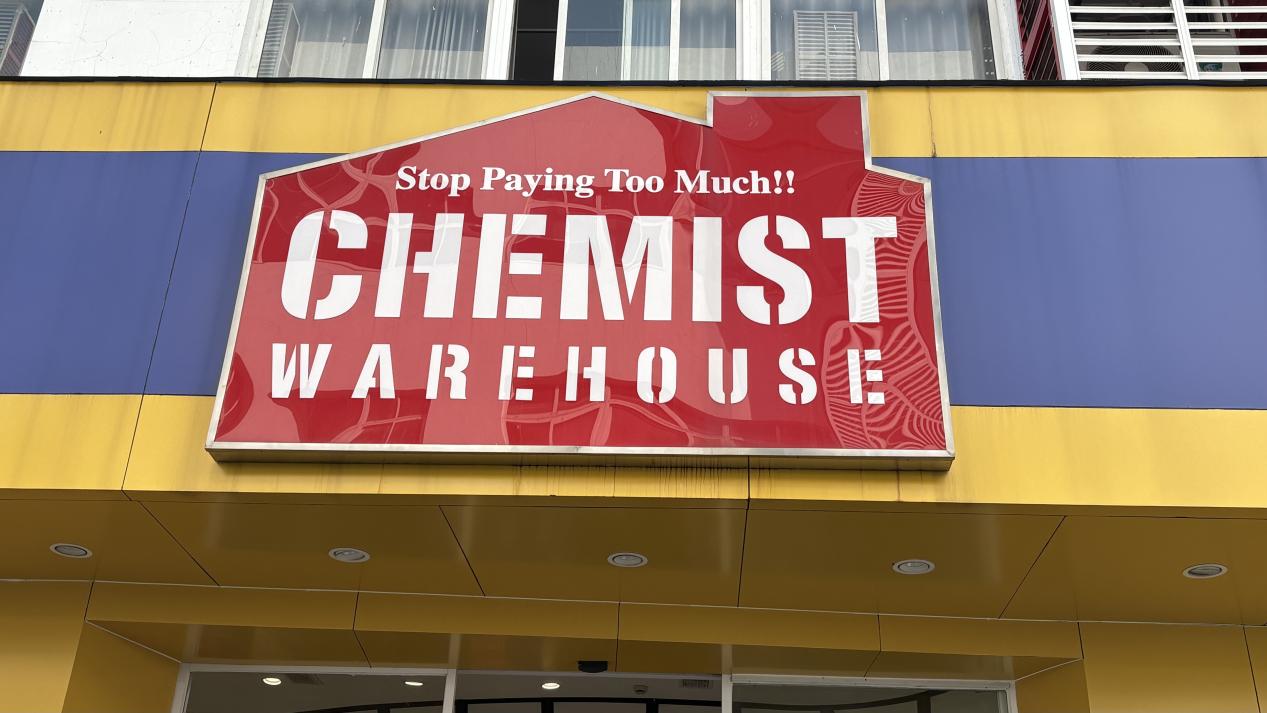 Stop Paying Too Much!!
CHEMIST
WAREHOUSE